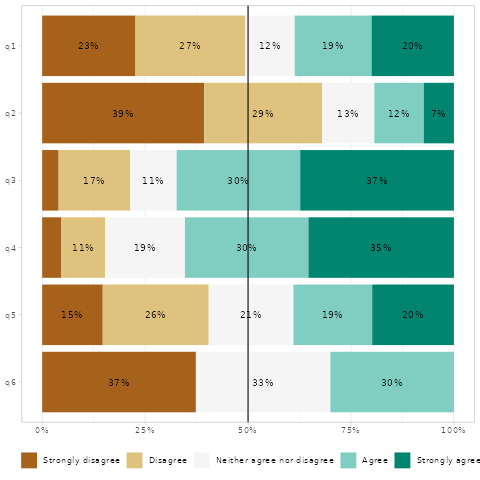 q1 23% 27% 12% 19% 20%
q2 39% 29% 13% 12% 7%
q3 17% 11% 30% 37%
q4 11% 19% 30% 35%
q5 15% 26% 21% 19% 20%
q6 37% 33% 30%
0% 25% 50% 75% 100%
Strongly disagree Disagree Neither agree nor disagree Agree Strongly agree